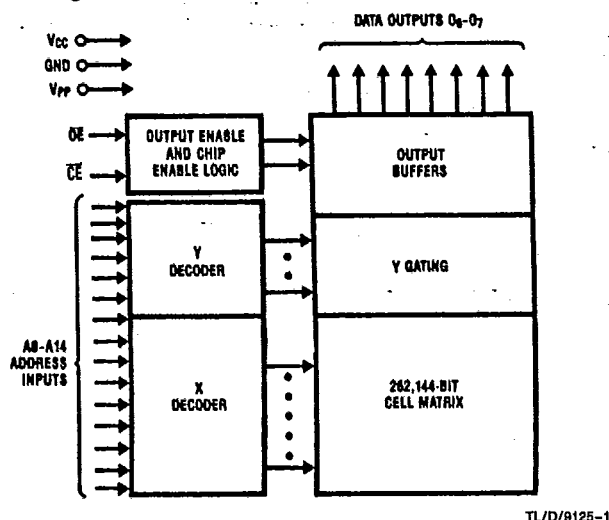 DATA OUTPUTS O0-O7
VCC
GND
VPP
OE
CE
OUTPUT ENABLE
AND CHIP
ENABLE LOGIC
OUTPUT
BUFFERS
Y
DECODER
Y GATING
A0-A14
ADDRESS
INPUTS
X
DECODER
262,144-BIT
CELL MATRIX
TL/D/9125-1